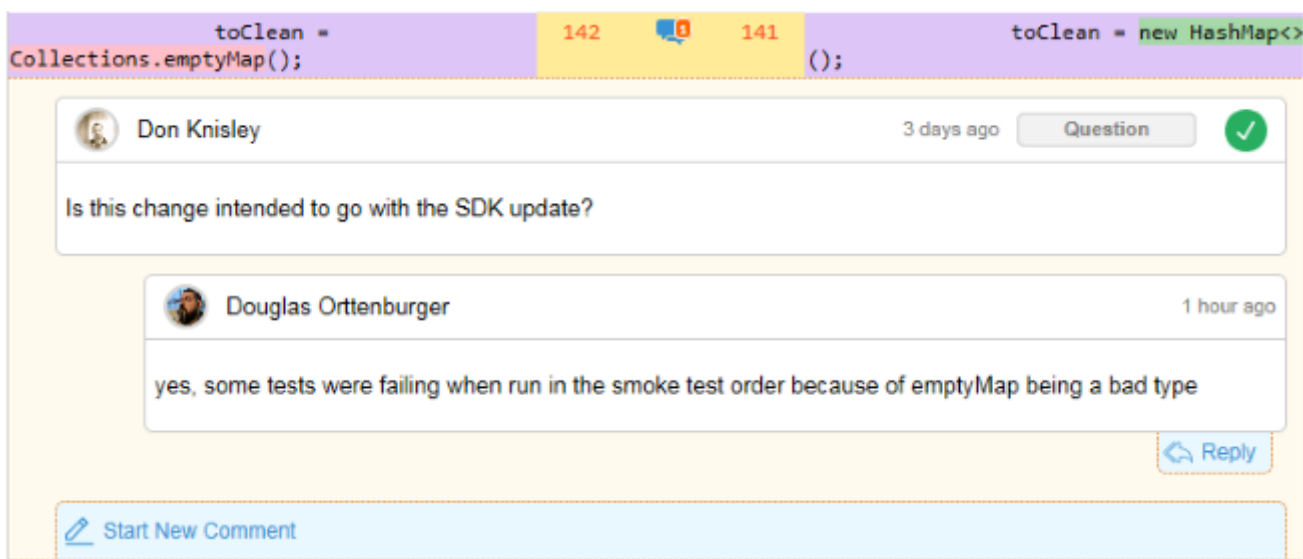 toClean =
Collections.emptyMap();
142
141
toClean = new HashMap<>
();
Don Knisley
3 days ago
Question
Is this change intended to go with the SDK update?
Douglas Orttenburger
1 hour ago
yes, some tests were failing when run in the smoke test order because of emptyMap being a bad type
Reply
Start New Comment